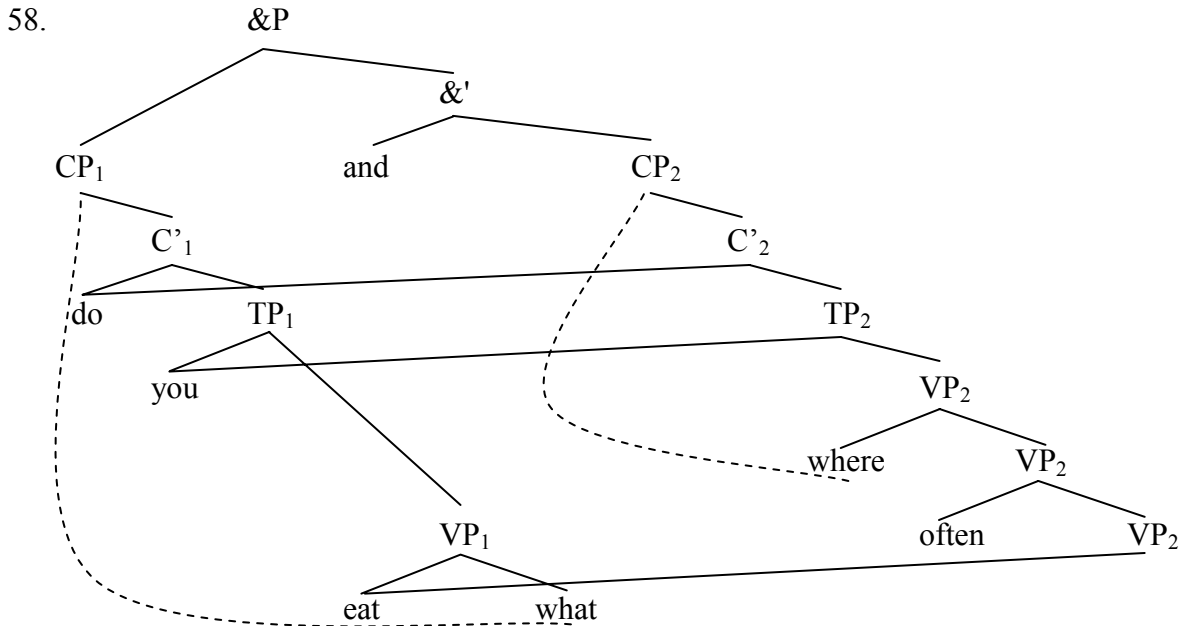 58. &P
&'
CP₁ and CP₂
C’₁ C’₂
do TP₁ TP₂
you VP₂
where VP₂
VP₁ often VP₂
eat what